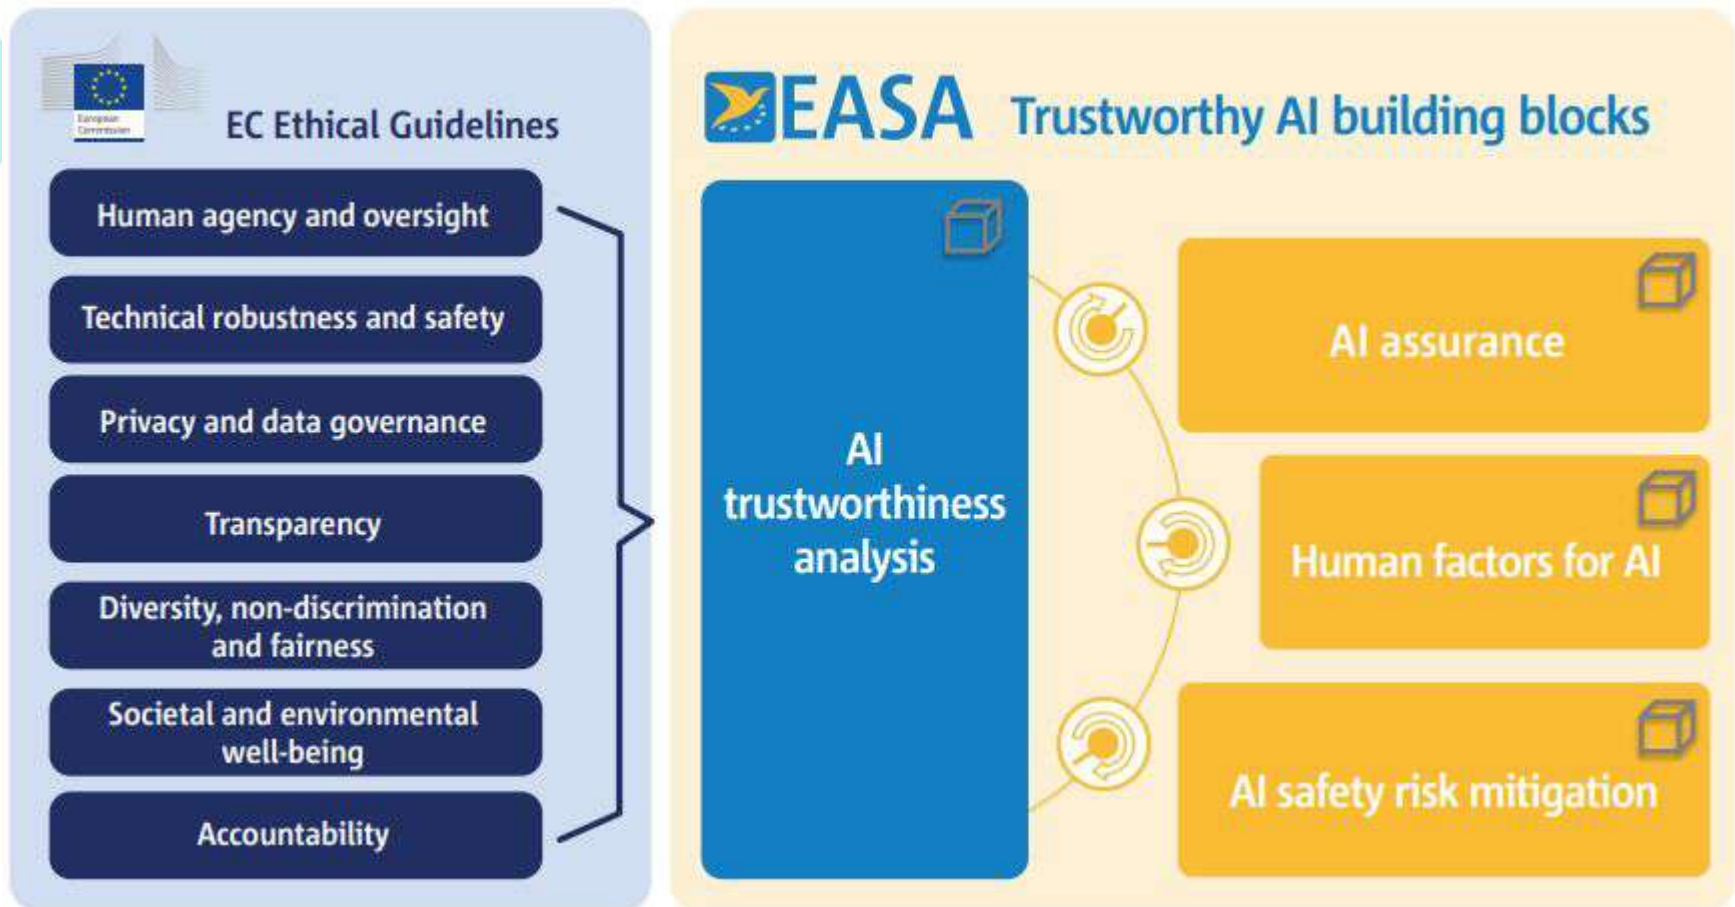 European
Commission
EC Ethical Guidelines
Human agency and oversight
Technical robustness and safety
Privacy and data governance
Transparency
Diversity, non-discrimination
and fairness
Societal and environmental
well-being
Accountability
EASA Trustworthy AI building blocks
AI
trustworthiness
analysis
AI assurance
Human factors for AI
AI safety risk mitigation